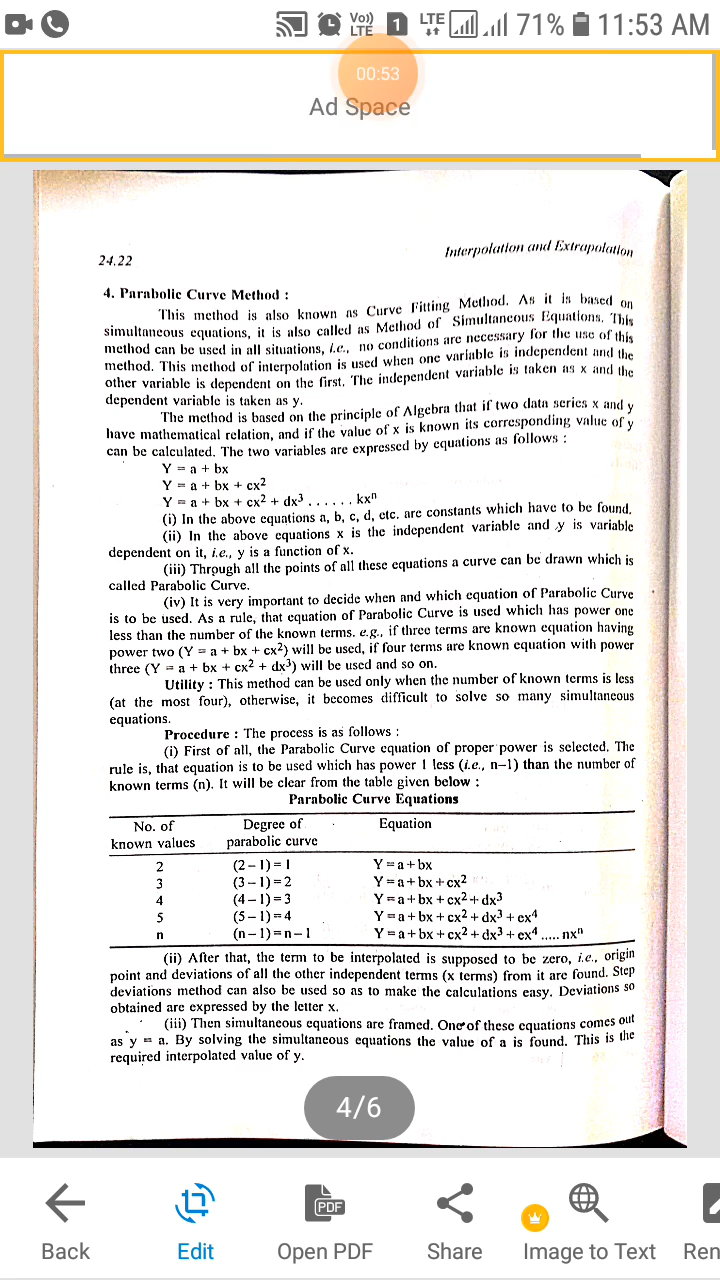 Vo))
LTE
1
LTE
71%
11:53 AM
00:53
Ad Space
24.22
Interpolation and Extrapolation
4. Parabolic Curve Method :
This method is also known as Curve Fitting Method. As it is based on
simultaneous equations, it is also called as Method of Simultaneous Equations. This
method can be used in all situations, i.e., no conditions are necessary for the use of this
method. This method of interpolation is used when one variable is independent and the
other variable is dependent on the first. The independent variable is taken as x and the
dependent variable is taken as y.
The method is based on the principle of Algebra that if two data series x and y
have mathematical relation, and if the value of x is known its corresponding value of y
can be calculated. The two variables are expressed by equations as follows :
Y = a + bx
Y = a + bx + cx²
Y = a + bx + cx² + dx³ . . . . . . kxⁿ
(i) In the above equations a, b, c, d, etc. are constants which have to be found.
(ii) In the above equations x is the independent variable and y is variable
dependent on it, i.e., y is a function of x.
(iii) Through all the points of all these equations a curve can be drawn which is
called Parabolic Curve.
(iv) It is very important to decide when and which equation of Parabolic Curve
is to be used. As a rule, that equation of Parabolic Curve is used which has power one
less than the number of the known terms. e.g., if three terms are known equation having
power two (Y = a + bx + cx²) will be used, if four terms are known equation with power
three (Y = a + bx + cx² + dx³) will be used and so on.
Utility : This method can be used only when the number of known terms is less
(at the most four), otherwise, it becomes difficult to solve so many simultaneous
equations.
Procedure : The process is as follows :
(i) First of all, the Parabolic Curve equation of proper power is selected. The
rule is, that equation is to be used which has power 1 less (i.e., n–1) than the number of
known terms (n). It will be clear from the table given below :
Parabolic Curve Equations
No. of Degree of Equation
known values parabolic curve
2 (2 – 1) = 1 Y = a + bx
3 (3 – 1) = 2 Y = a + bx + cx²
4 (4 – 1) = 3 Y = a + bx + cx² + dx³
5 (5 – 1) = 4 Y = a + bx + cx² + dx³ + ex⁴
n (n – 1) = n – 1 Y = a + bx + cx² + dx³ + ex⁴ ..... nxⁿ
(ii) After that, the term to be interpolated is supposed to be zero, i.e., origin
point and deviations of all the other independent terms (x terms) from it are found. Step
deviations method can also be used so as to make the calculations easy. Deviations so
obtained are expressed by the letter x.
(iii) Then simultaneous equations are framed. One of these equations comes out
as y = a. By solving the simultaneous equations the value of a is found. This is the
required interpolated value of y.
4/6
Back
Edit
PDF
Open PDF
Share
Image to Text
Ren